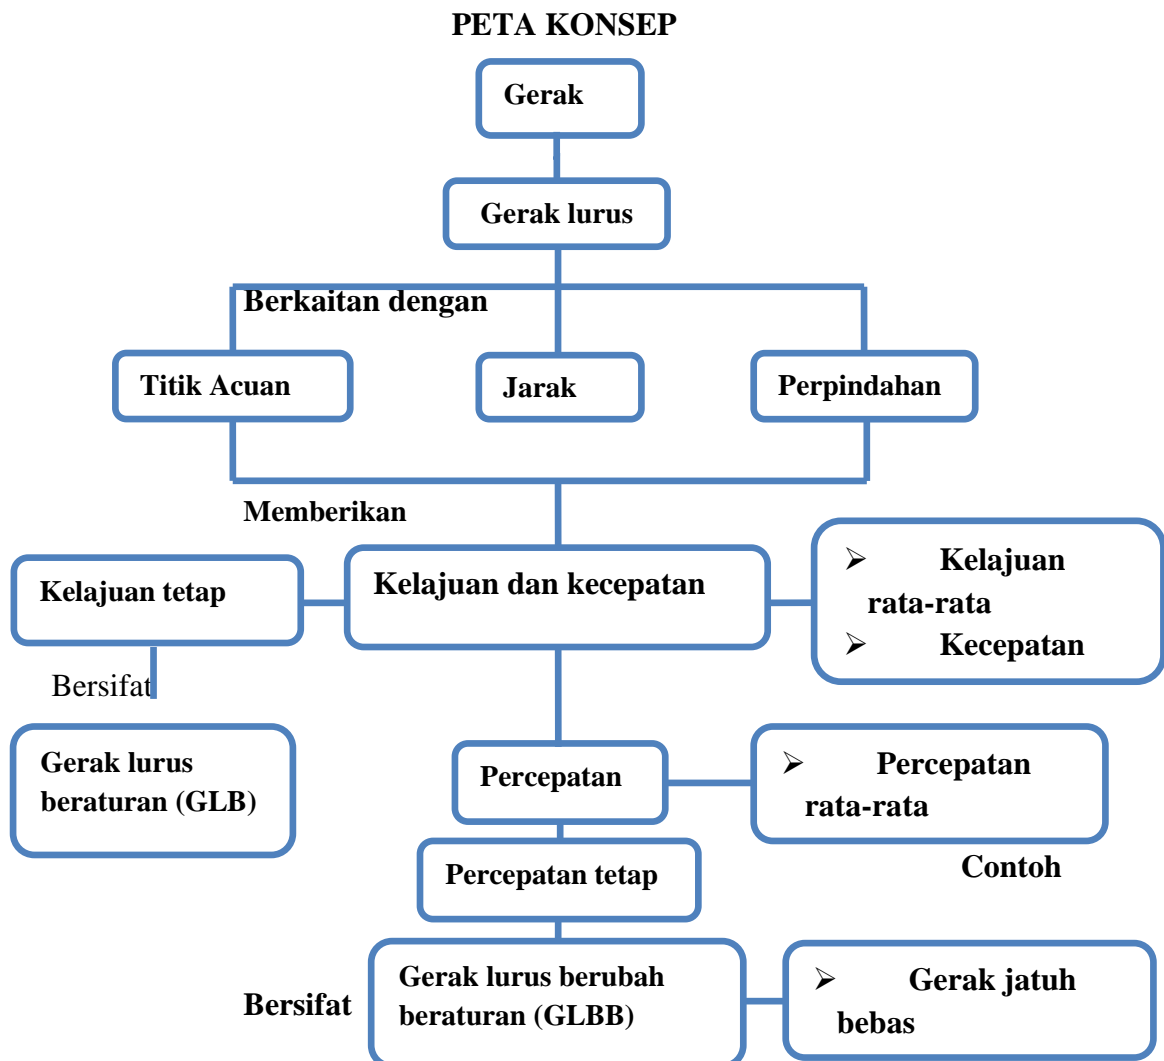 PETA KONSEP
Gerak
Gerak lurus
Berkaitan dengan
Titik Acuan
Jarak
Perpindahan
Memberikan
Kelajuan tetap
Kelajuan dan kecepatan
➢ Kelajuan
rata-rata
➢ Kecepatan
Bersifat
Gerak lurus
beraturan (GLB)
Percepatan
➢ Percepatan
rata-rata
Contoh
Percepatan tetap
Bersifat
Gerak lurus berubah
beraturan (GLBB)
➢ Gerak jatuh
bebas